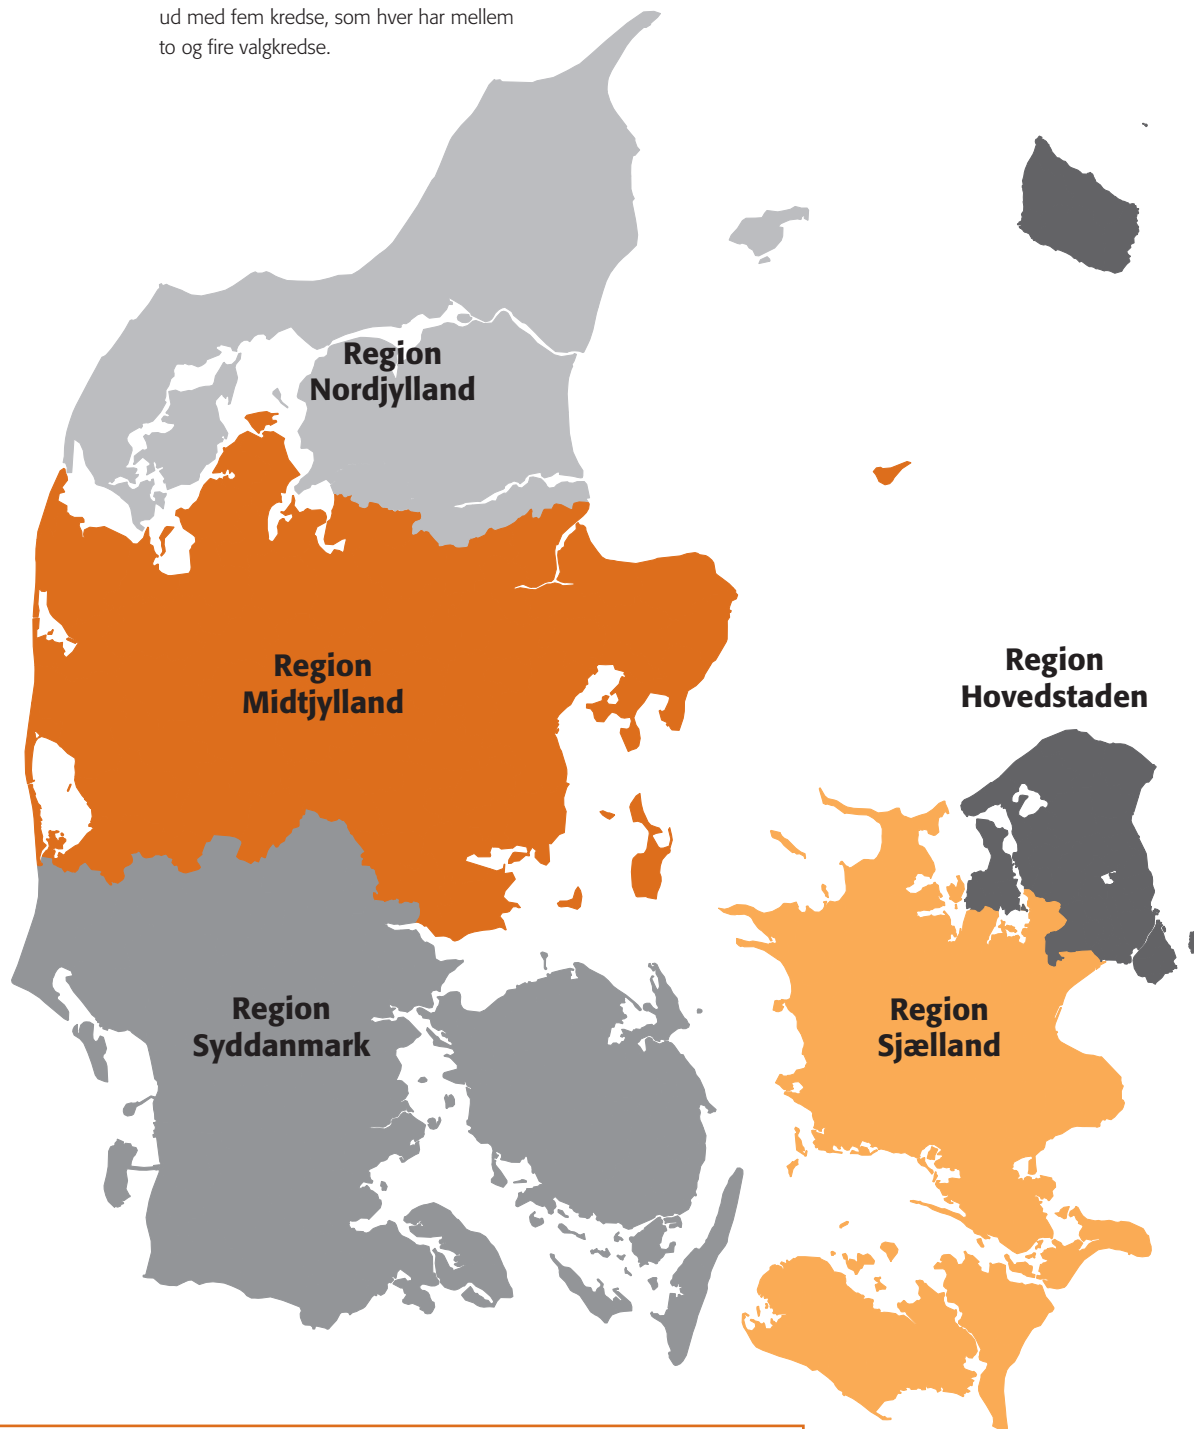 ud med fem kredse, som hver har mellem
to og fire valgkredse.
Region
Nordjylland
Region
Midtjylland
Region
Hovedstaden
Region
Syddanmark
Region
Sjælland